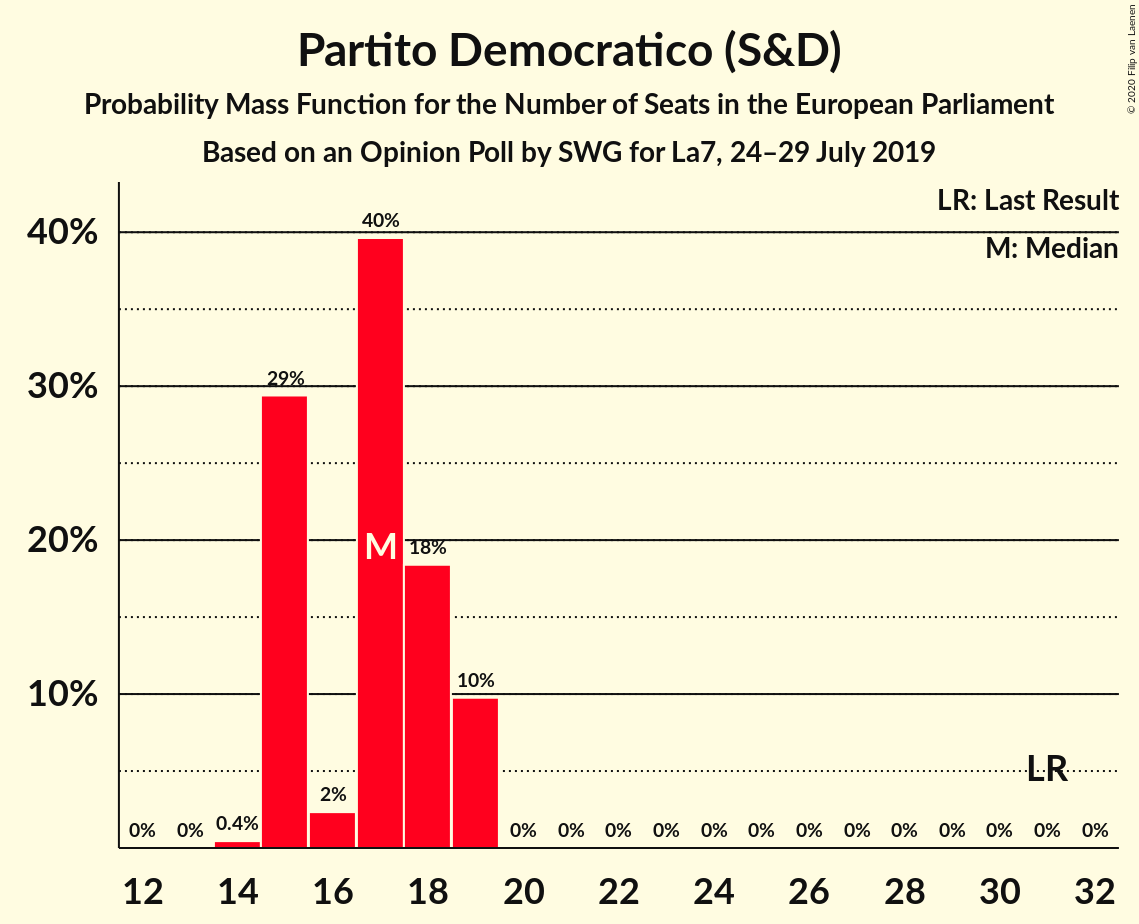 Partito Democratico (S&D)
Probability Mass Function for the Number of Seats in the European Parliament
Based on an Opinion Poll by SWG for La7, 24–29 July 2019
© 2020 Filip van Laenen
LR: Last Result
M: Median
40%
30%
20%
10%
0% 0% 0.4% 29% 2% 40% 18% 10% 0% 0% 0% 0% 0% 0% 0% 0% 0% 0% 0% 0% 0%
M
LR
12 14 16 18 20 22 24 26 28 30 32